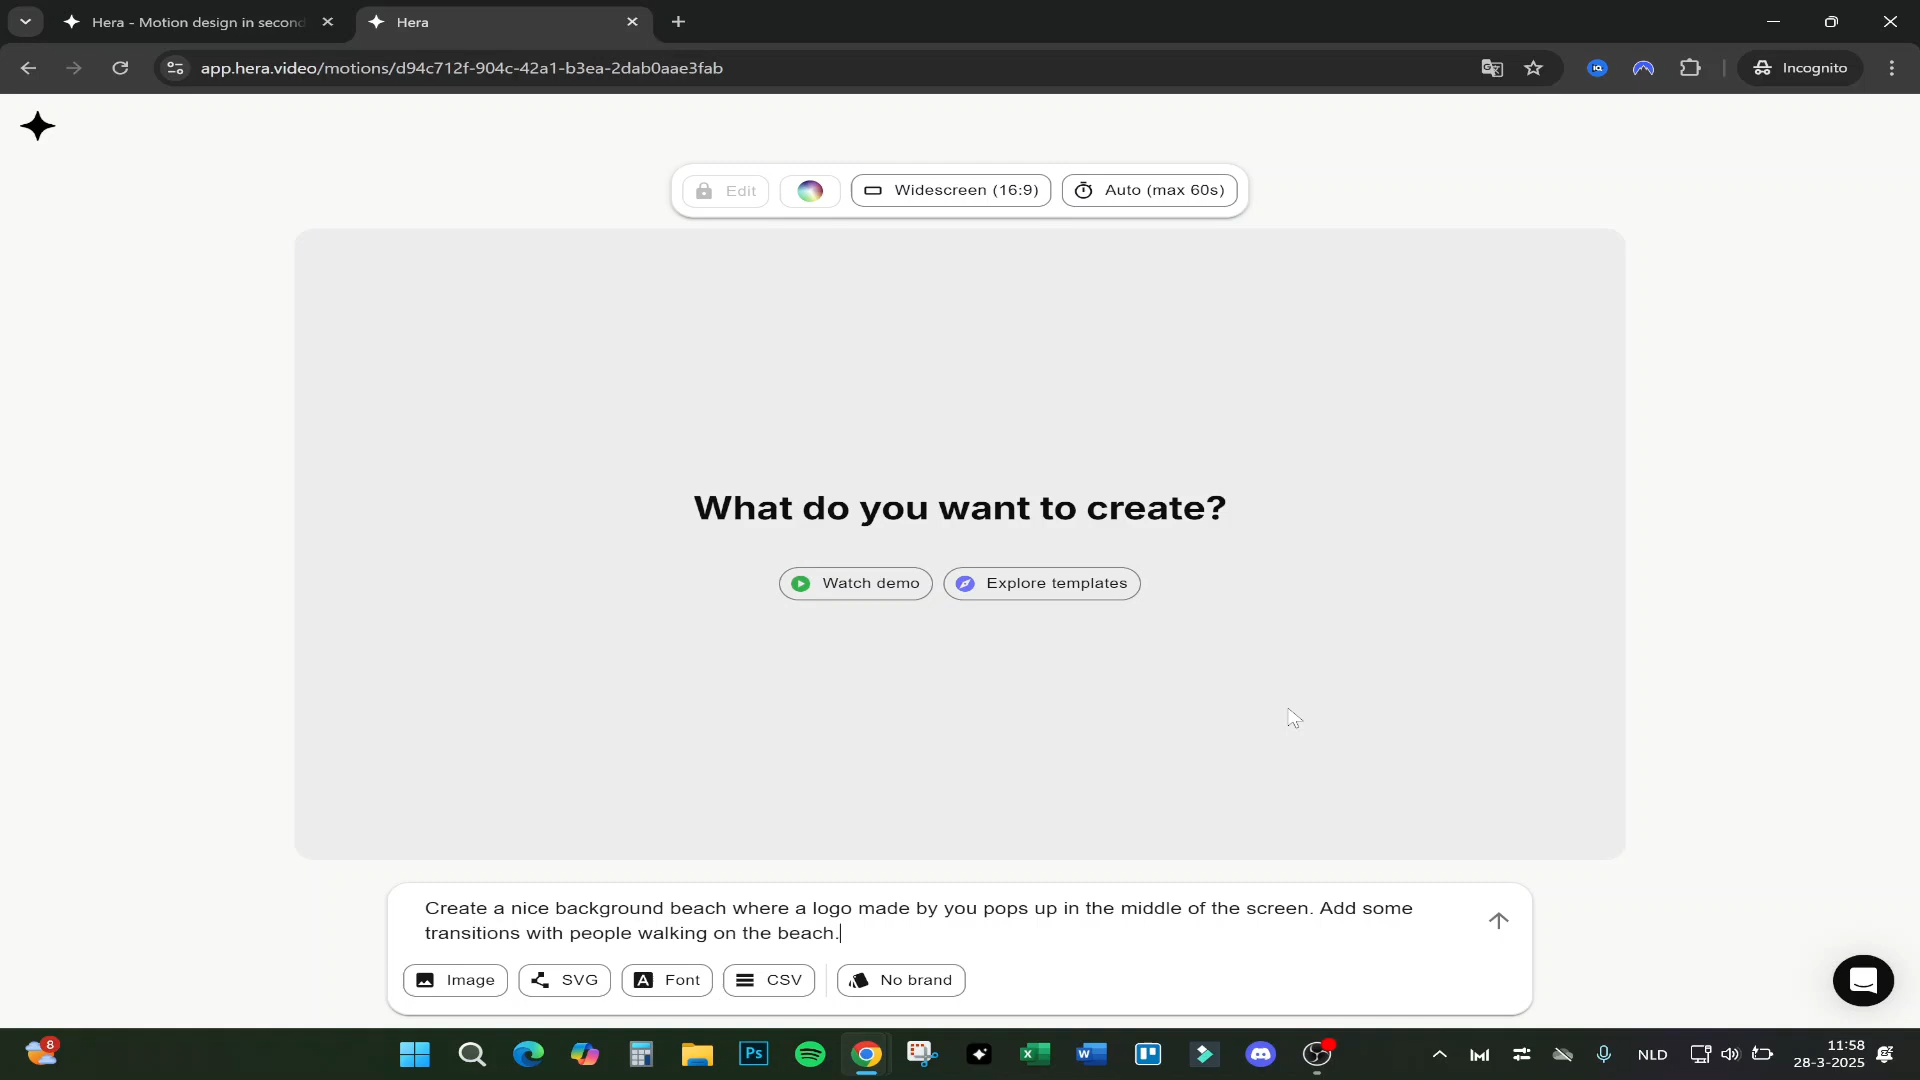 Hera - Motion design in second
Hera
app.hera.video/motions/d94c712f-904c-42a1-b3ea-2dab0aae3fab
Incognito
Edit
Widescreen (16:9)
Auto (max 60s)
What do you want to create?
Watch demo
Explore templates
Create a nice background beach where a logo made by you pops up in the middle of the screen. Add some
transitions with people walking on the beach.
Image
SVG
Font
CSV
No brand
8
Ps
NLD
11:58
28-3-2025